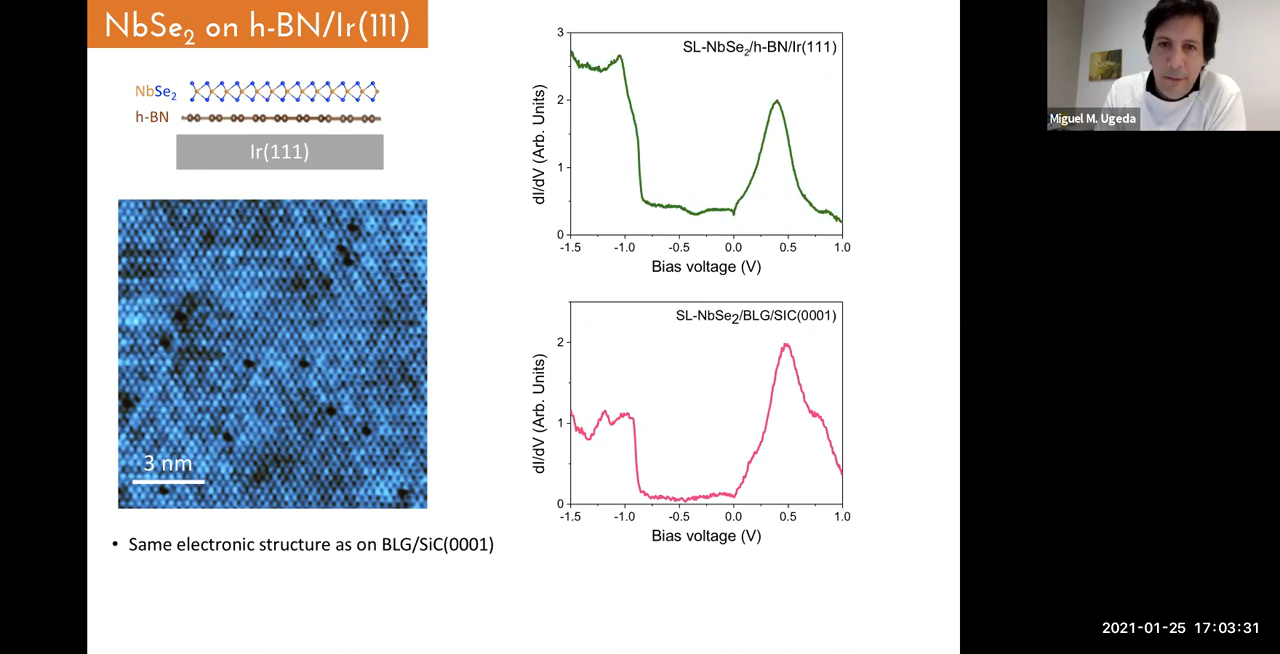 NbSe2 on h-BN/Ir(111)
NbSe2
h-BN
Ir(111)
3 nm
• Same electronic structure as on BLG/SiC(0001)
SL-NbSe2/h-BN/Ir(111)
dI/dV (Arb. Units)
3
2
1
0
-1.5 -1.0 -0.5 0.0 0.5 1.0
Bias voltage (V)
SL-NbSe2/BLG/SIC(0001)
dI/dV (Arb. Units)
2
1
0
-1.5 -1.0 -0.5 0.0 0.5 1.0
Bias voltage (V)
Miguel M. Ugeda
2021-01-25 17:03:31